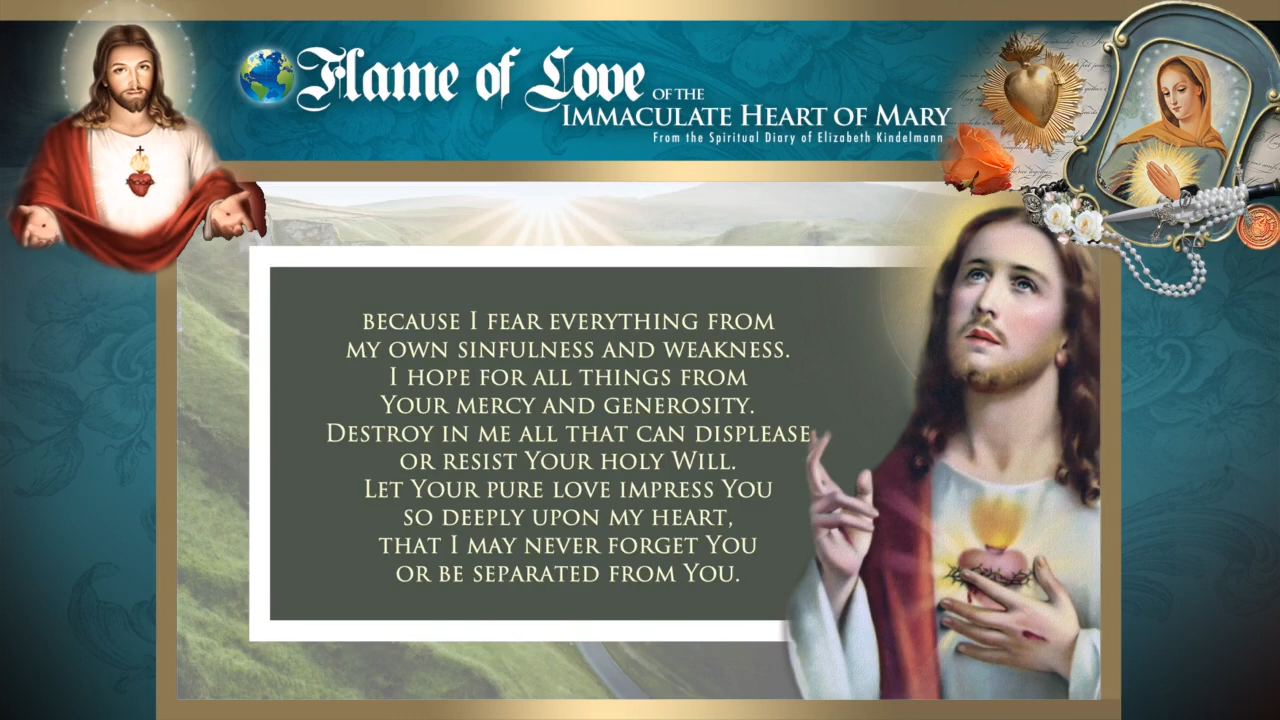 Flame of Love OF THE
IMMACULATE HEART OF MARY
From the Spiritual Diary of Elizabeth Kindelmann
BECAUSE I FEAR EVERYTHING FROM
MY OWN SINFULNESS AND WEAKNESS.
I HOPE FOR ALL THINGS FROM
YOUR MERCY AND GENEROSITY.
DESTROY IN ME ALL THAT CAN DISPLEASE
OR RESIST YOUR HOLY WILL.
LET YOUR PURE LOVE IMPRESS YOU
SO DEEPLY UPON MY HEART,
THAT I MAY NEVER FORGET YOU
OR BE SEPARATED FROM YOU.